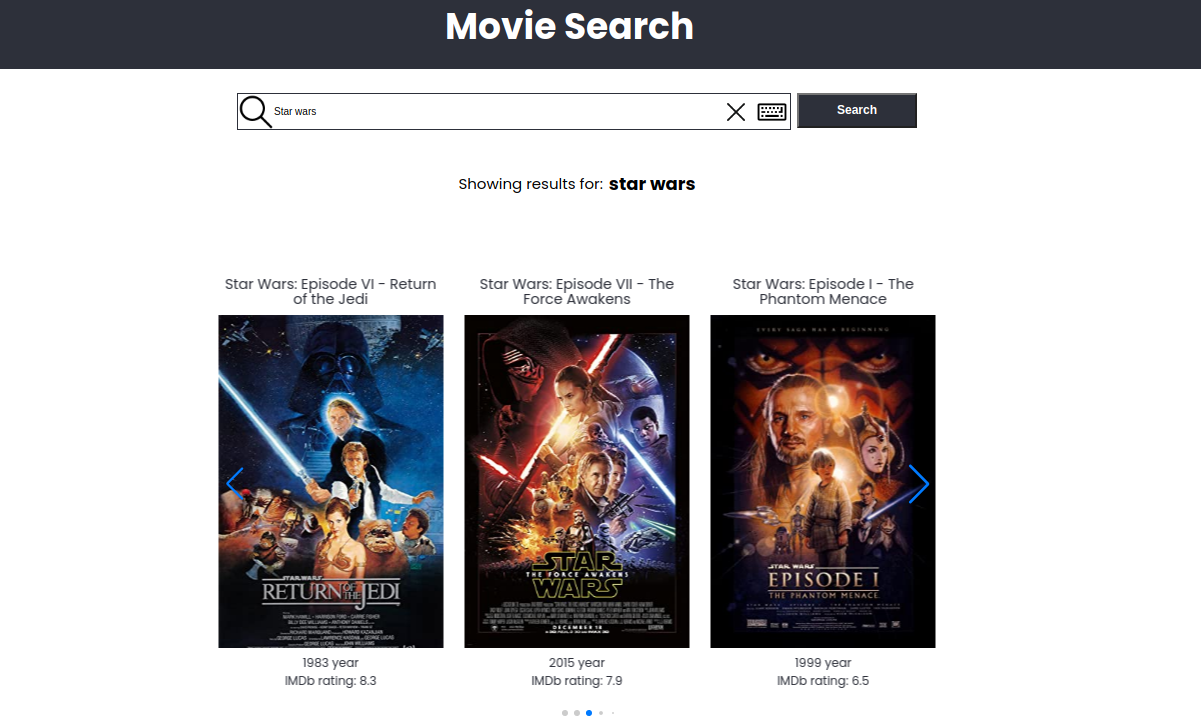 Movie Search
Star wars
Search
Showing results for: star wars
Star Wars: Episode VI - Return
of the Jedi
Star Wars: Episode VII - The
Force Awakens
Star Wars: Episode I - The
Phantom Menace
STAR WARS
RETURN OF THE JEDI
STAR
THE FORCE AWAKENS
WARS
DECEMBER 18
EVERY SAGA HAS A BEGINNING
STAR WARS
EPISODE I
THE PHANTOM MENACE
1983 year
IMDb rating: 8.3
2015 year
IMDb rating: 7.9
1999 year
IMDb rating: 6.5